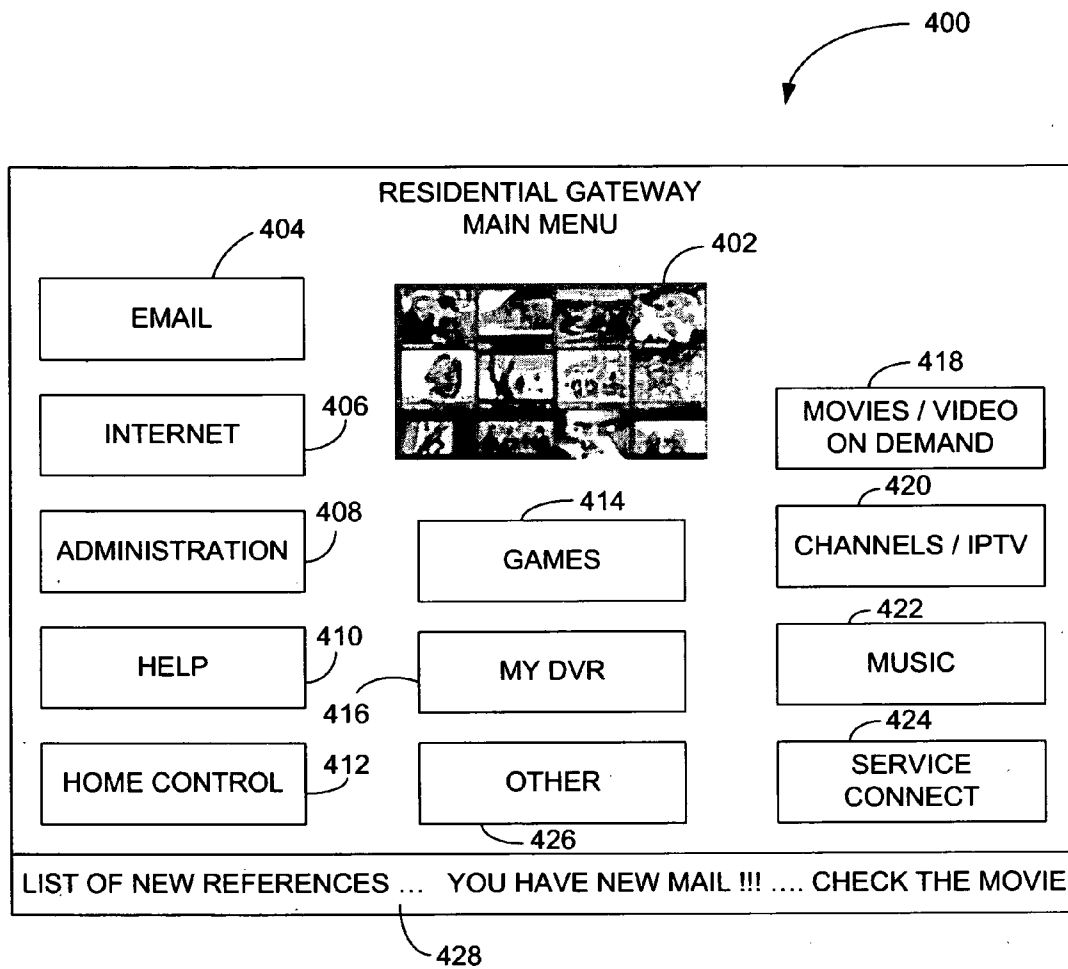 400
RESIDENTIAL GATEWAY
MAIN MENU
404
402
EMAIL
418
MOVIES / VIDEO
ON DEMAND
406
INTERNET
420
CHANNELS / IPTV
408
ADMINISTRATION
414
GAMES
422
MUSIC
410
HELP
416
MY DVR
424
SERVICE
CONNECT
412
HOME CONTROL
OTHER
426
LIST OF NEW REFERENCES ... YOU HAVE NEW MAIL !!! .... CHECK THE MOVIE
428